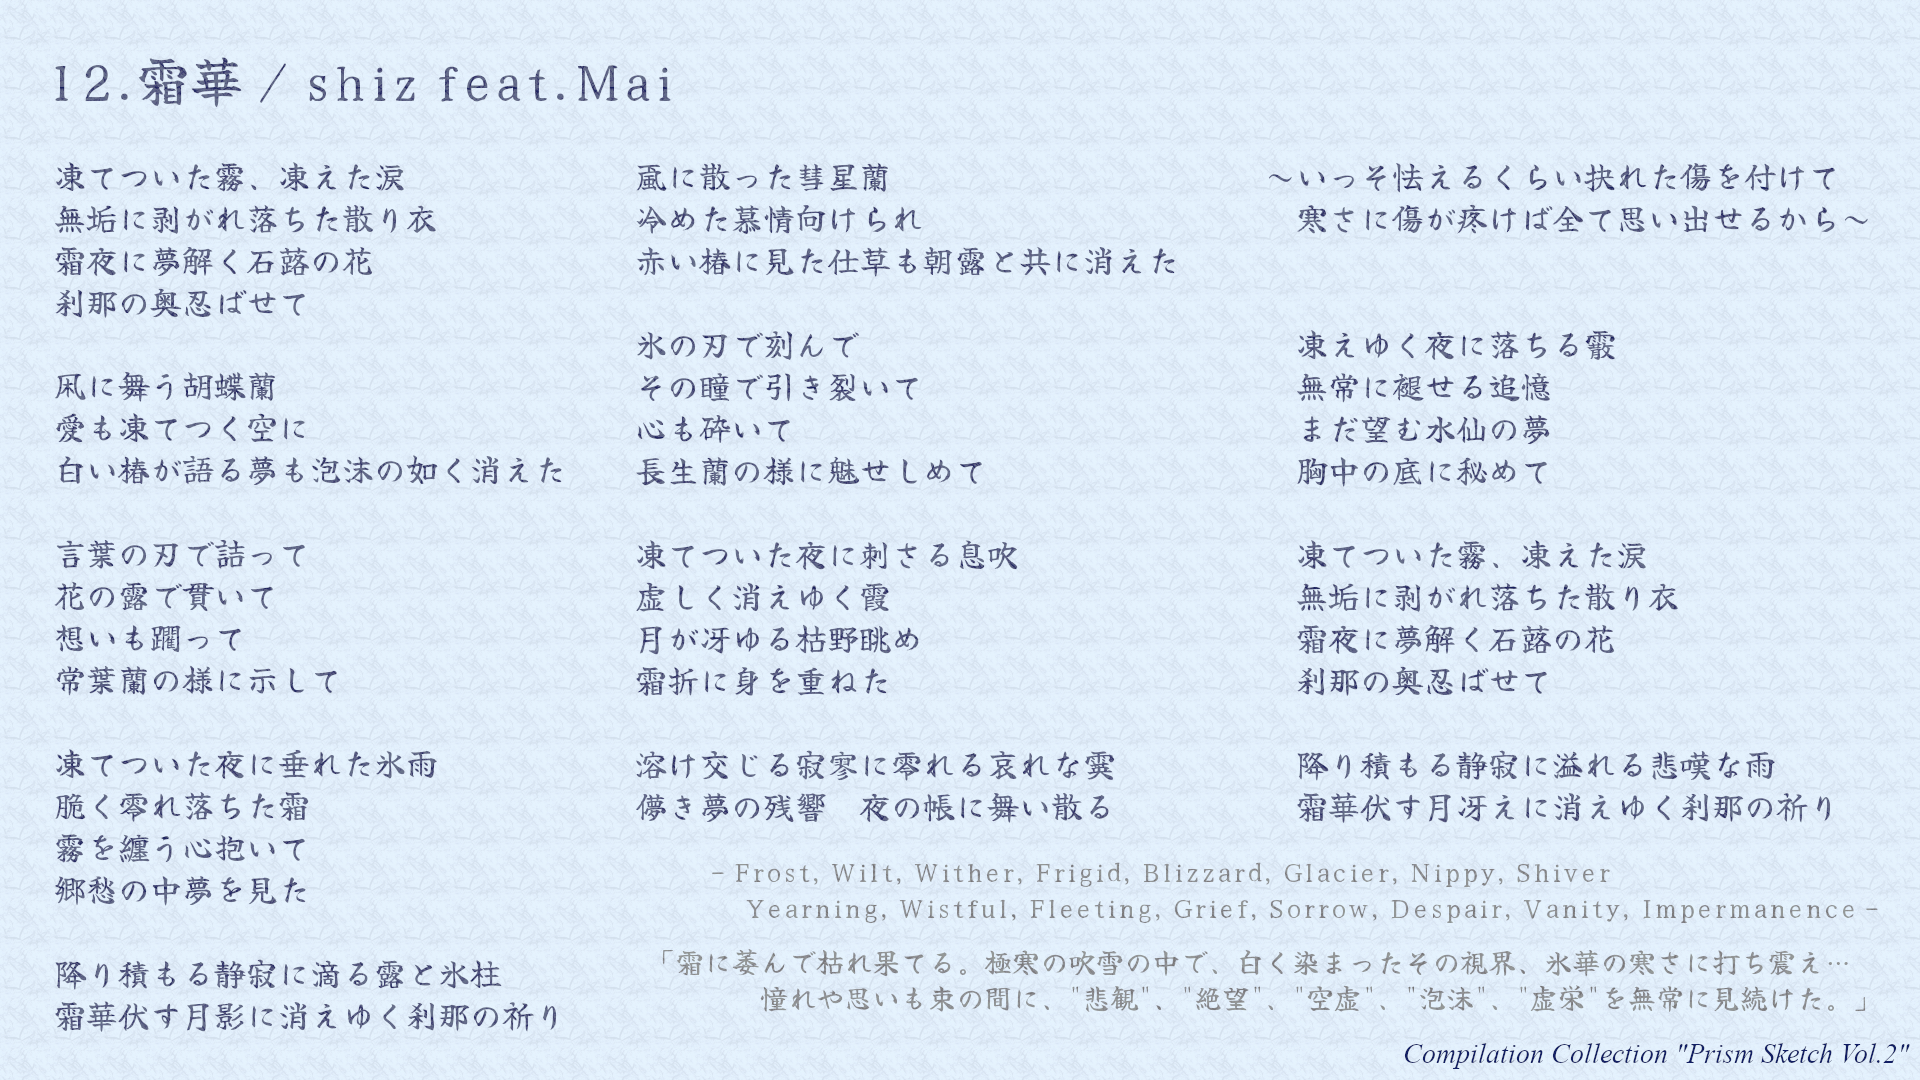 12.霜華 / shiz feat.Mai
凍てついた霧、凍えた涙
無垢に剥がれ落ちた散り衣
霜夜に夢解く石蕗の花
刹那の奥忍ばせて
凩に舞う胡蝶蘭
愛も凍てつく空に
白い椿が語る夢も泡沫の如く消えた
言葉の刃で詰って
花の露で貫いて
想いも躙って
常葉蘭の様に示して
凍てついた夜に垂れた氷雨
脆く零れ落ちた霜
霧を纏う心抱いて
郷愁の中夢を見た
降り積もる静寂に滴る露と氷柱
霜華伏す月影に消えゆく刹那の祈り
颪に散った彗星蘭
冷めた慕情向けられ
赤い椿に見た仕草も朝露と共に消えた
氷の刃で刻んで
その瞳で引き裂いて
心も砕いて
長生蘭の様に魅せしめて
凍てついた夜に刺さる息吹
虚しく消えゆく霞
月が冴ゆる枯野眺め
霜折に身を重ねた
溶け交じる寂寥に零れる哀れな霙
儚き夢の残響　夜の帳に舞い散る
～いっそ怯えるくらい抉れた傷を付けて
寒さに傷が疼けば全て思い出せるから～
凍えゆく夜に落ちる霰
無常に褪せる追憶
まだ望む水仙の夢
胸中の底に秘めて
凍てついた霧、凍えた涙
無垢に剥がれ落ちた散り衣
霜夜に夢解く石蕗の花
刹那の奥忍ばせて
降り積もる静寂に溢れる悲嘆な雨
霜華伏す月冴えに消えゆく刹那の祈り
- Frost, Wilt, Wither, Frigid, Blizzard, Glacier, Nippy, Shiver
Yearning, Wistful, Fleeting, Grief, Sorrow, Despair, Vanity, Impermanence -
「霜に萎んで枯れ果てる。極寒の吹雪の中で、白く染まったその視界、氷華の寒さに打ち震え…
憧れや思いも束の間に、"悲観"、"絶望"、"空虚"、"泡沫"、"虚栄"を無常に見続けた。」
Compilation Collection "Prism Sketch Vol.2"